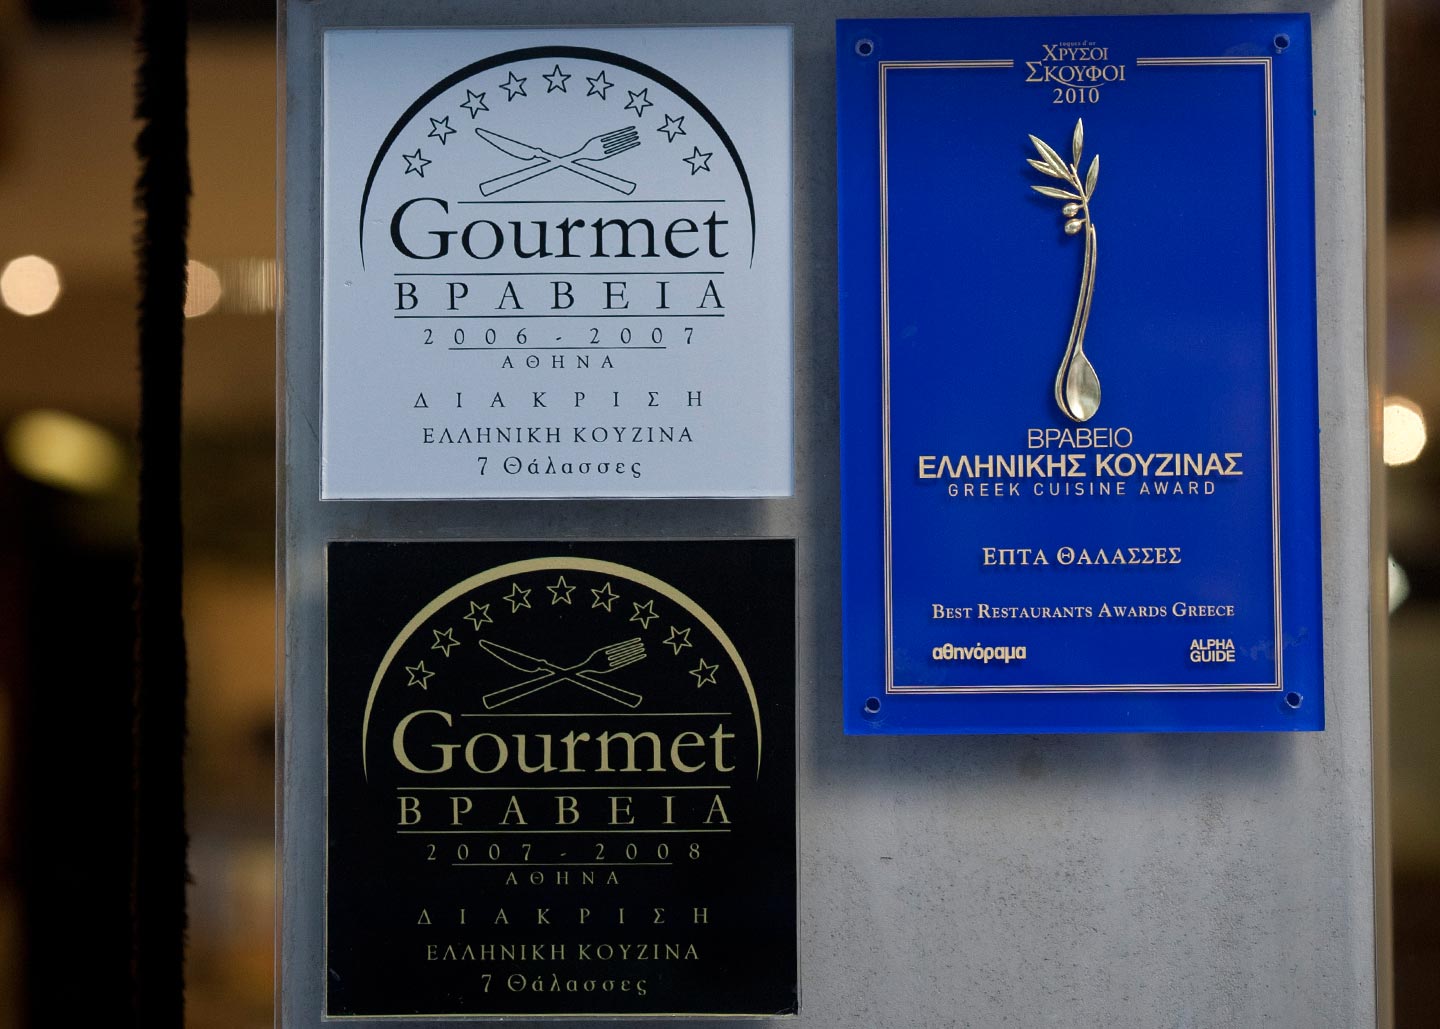 Gourmet
ΒΡΑΒΕΙΑ
2006-2007
ΑΘΗΝΑ
ΔΙΑΚΡΙΣΗ
ΕΛΛΗΝΙΚΗ ΚΟΥΖΙΝΑ
7 Θάλασσες
Gourmet
ΒΡΑΒΕΙΑ
2007-2008
ΑΘΗΝΑ
ΔΙΑΚΡΙΣΗ
ΕΛΛΗΝΙΚΗ ΚΟΥΖΙΝΑ
7 Θάλασσες
toques d'or
ΧΡΥΣΟΙ
ΣΚΟΥΦΟΙ
2010
ΒΡΑΒΕΙΟ
ΕΛΛΗΝΙΚΗΣ ΚΟΥΖΙΝΑΣ
GREEK CUISINE AWARD
ΕΠΤΑ ΘΑΛΑΣΣΕΣ
BEST RESTAURANTS AWARDS GREECE
αθηνόραμα
ALPHA
GUIDE